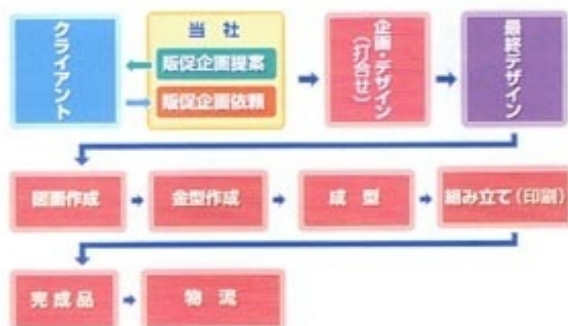 クライアント
当社
販促企画提案
販促企画依頼
企画・デザイン
(打合せ)
最終デザイン
図面作成
金型作成
成型
組み立て(印刷)
完成品
物流